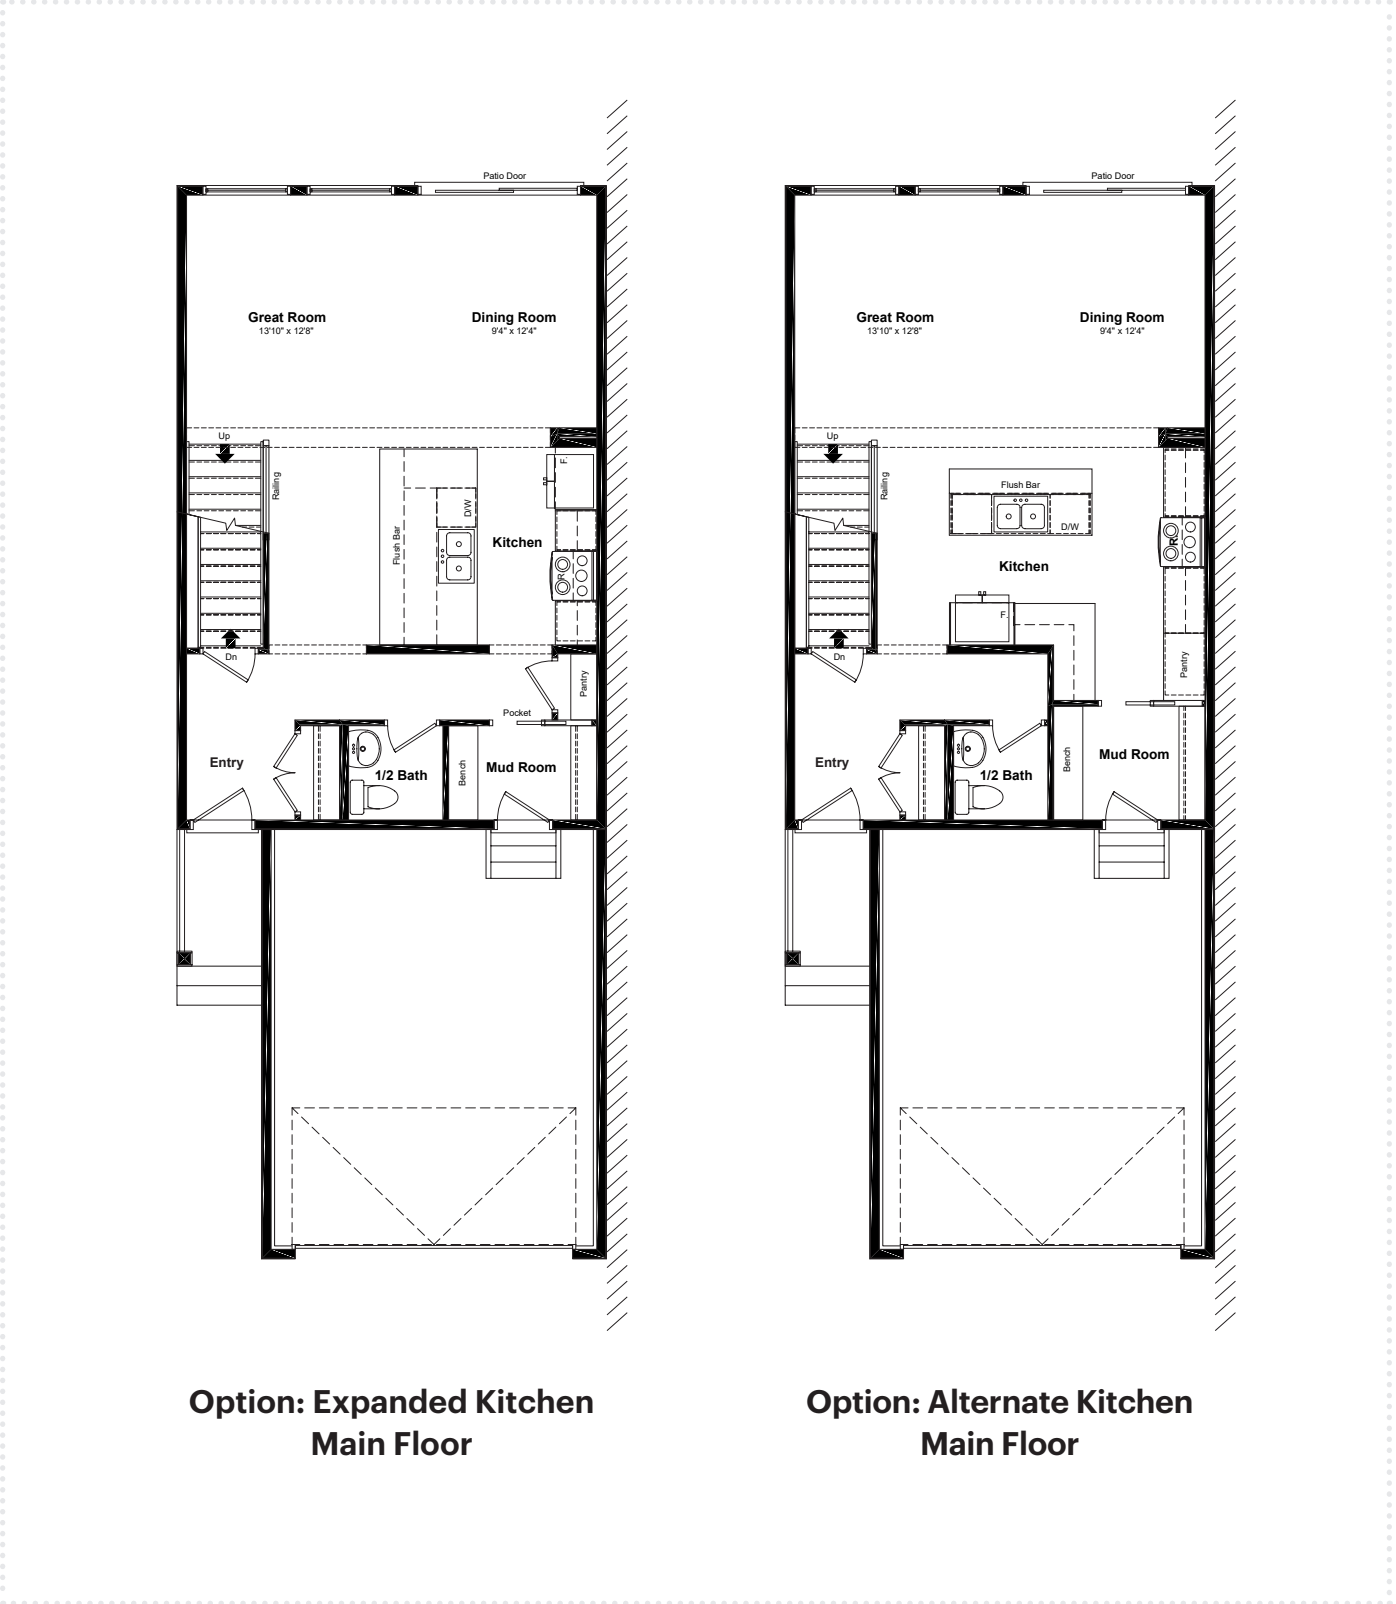 Patio Door
Great Room
13'10" x 12'8"
Dining Room
9'4" x 12'4"
Up
Railing
F.
D/W
Flush Bar
Kitchen
R
Dn
Pantry
Pocket
Entry
1/2 Bath
Bench
Mud Room
Option: Expanded Kitchen
Main Floor
Patio Door
Great Room
13'10" x 12'8"
Dining Room
9'4" x 12'4"
Up
Railing
Flush Bar
D/W
R
Kitchen
F.
Dn
Pantry
Entry
1/2 Bath
Bench
Mud Room
Option: Alternate Kitchen
Main Floor